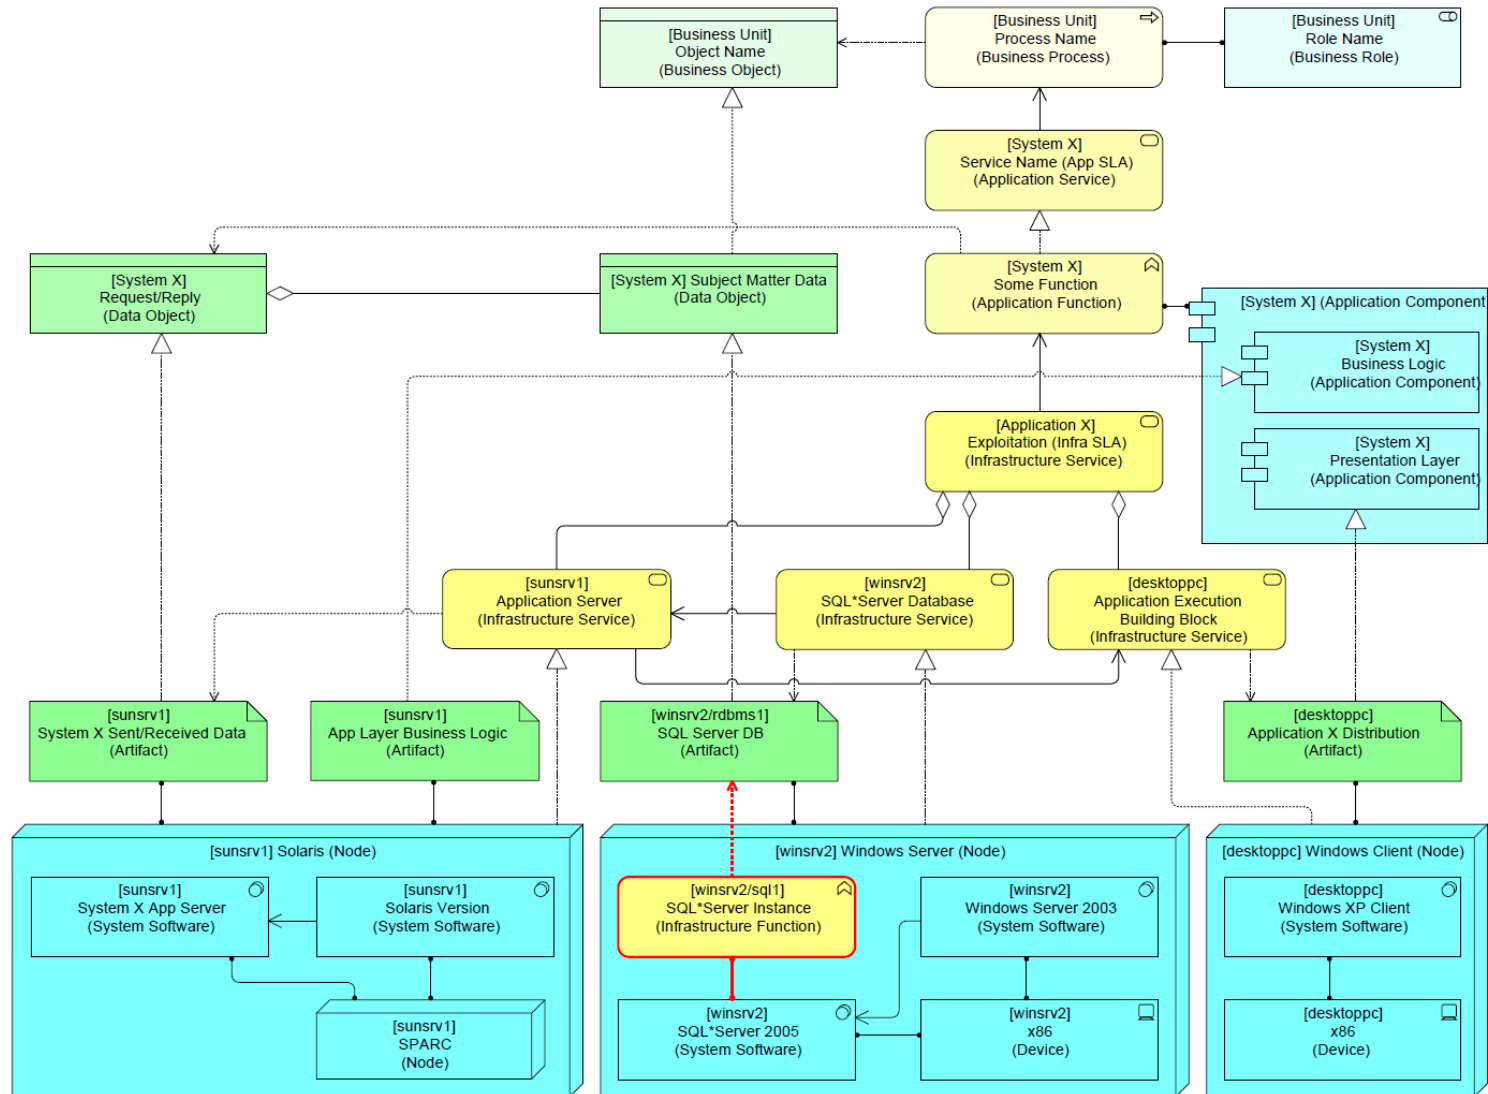 [Business Unit]
Object Name
(Business Object)
[Business Unit]
Process Name
(Business Process)
[Business Unit]
Role Name
(Business Role)
[System X]
Service Name (App SLA)
(Application Service)
[System X]
Request/Reply
(Data Object)
[System X] Subject Matter Data
(Data Object)
[System X]
Some Function
(Application Function)
[System X] (Application Component
[System X]
Business Logic
(Application Component)
[Application X]
Exploitation (Infra SLA)
(Infrastructure Service)
[System X]
Presentation Layer
(Application Component)
[sunsrv1]
Application Server
(Infrastructure Service)
[winsrv2]
SQL*Server Database
(Infrastructure Service)
[desktoppc]
Application Execution
Building Block
(Infrastructure Service)
[sunsrv1]
System X Sent/Received Data
(Artifact)
[sunsrv1]
App Layer Business Logic
(Artifact)
[winsrv2/rdbms1]
SQL Server DB
(Artifact)
[desktoppc]
Application X Distribution
(Artifact)
[sunsrv1] Solaris (Node)
[sunsrv1]
System X App Server
(System Software)
[sunsrv1]
Solaris Version
(System Software)
[sunsrv1]
SPARC
(Node)
[winsrv2] Windows Server (Node)
[winsrv2/sql1]
SQL*Server Instance
(Infrastructure Function)
[winsrv2]
Windows Server 2003
(System Software)
[winsrv2]
SQL*Server 2005
(System Software)
[winsrv2]
x86
(Device)
[desktoppc] Windows Client (Node)
[desktoppc]
Windows XP Client
(System Software)
[desktoppc]
x86
(Device)